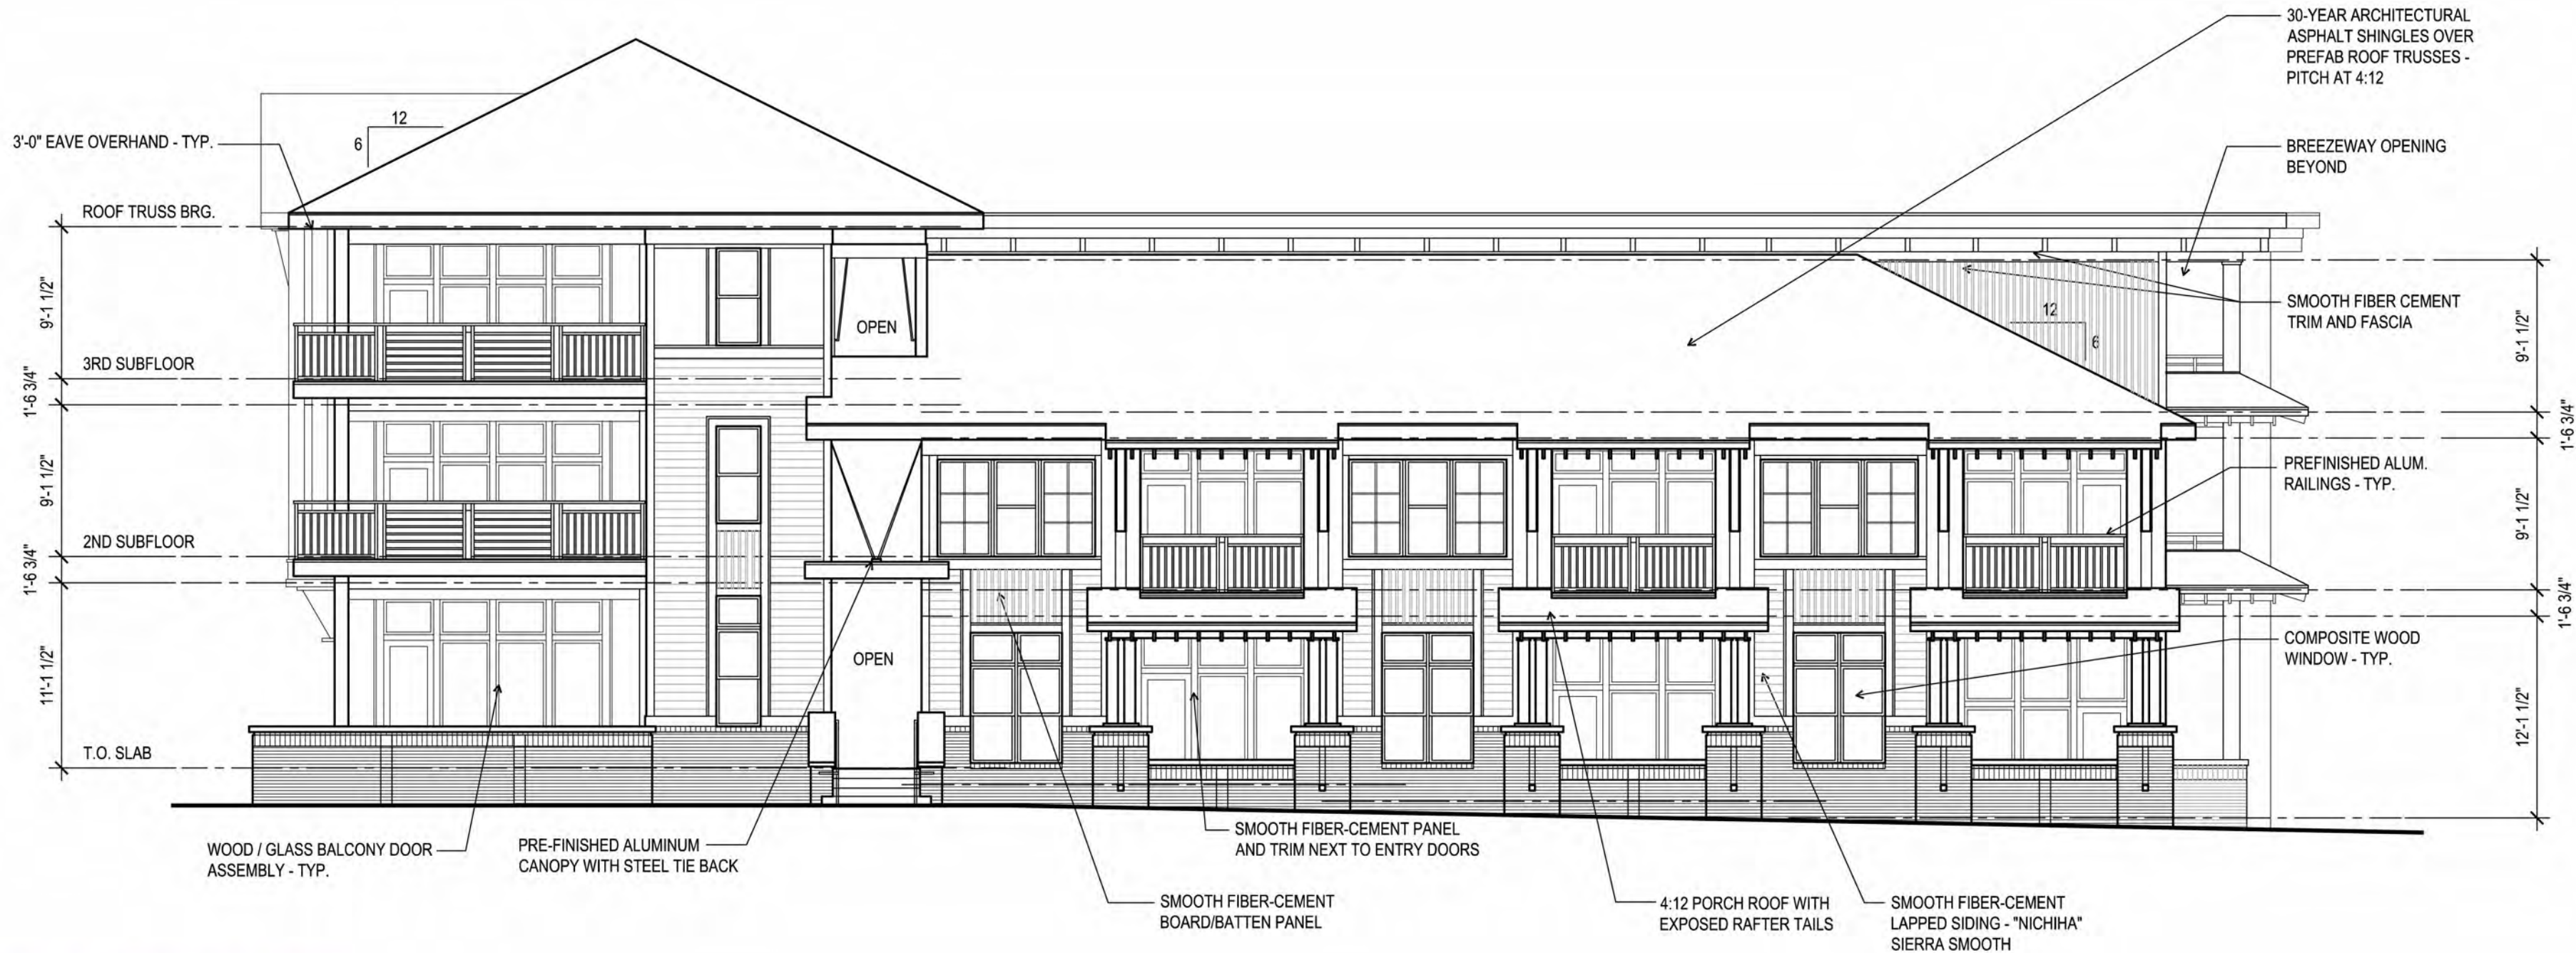 30-YEAR ARCHITECTURAL
ASPHALT SHINGLES OVER
PREFAB ROOF TRUSSES -
PITCH AT 4:12
12
6
3'-0" EAVE OVERHAND - TYP.
BREEZEWAY OPENING
BEYOND
ROOF TRUSS BRG.
9'-1 1/2"
OPEN
SMOOTH FIBER CEMENT
TRIM AND FASCIA
12
6
9'-1 1/2"
3RD SUBFLOOR
1'-6 3/4"
1'-6 3/4"
9'-1 1/2"
PREFINISHED ALUM.
RAILINGS - TYP.
9'-1 1/2"
2ND SUBFLOOR
1'-6 3/4"
1'-6 3/4"
11'-1 1/2"
OPEN
COMPOSITE WOOD
WINDOW - TYP.
12'-1 1/2"
T.O. SLAB
WOOD / GLASS BALCONY DOOR
ASSEMBLY - TYP.
PRE-FINISHED ALUMINUM
CANOPY WITH STEEL TIE BACK
SMOOTH FIBER-CEMENT PANEL
AND TRIM NEXT TO ENTRY DOORS
SMOOTH FIBER-CEMENT
BOARD/BATTEN PANEL
4:12 PORCH ROOF WITH
EXPOSED RAFTER TAILS
SMOOTH FIBER-CEMENT
LAPPED SIDING - "NICHIHA"
SIERRA SMOOTH